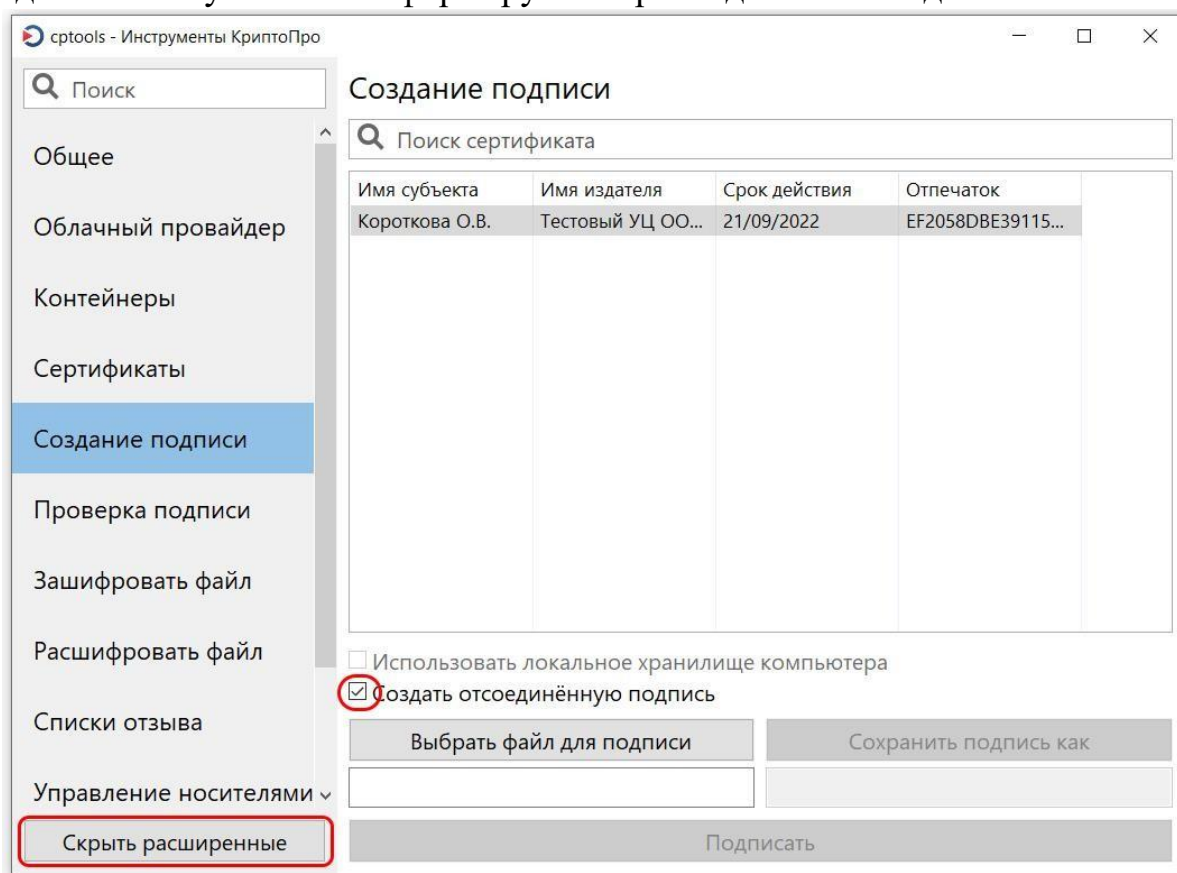 cptools - Инструменты КриптоПро
Поиск
Общее
Облачный провайдер
Контейнеры
Сертификаты
Создание подписи
Проверка подписи
Зашифровать файл
Расшифровать файл
Списки отзыва
Управление носителями
Скрыть расширенные
Создание подписи
Поиск сертификата
Имя субъекта Имя издателя Срок действия Отпечаток
Короткова О.В. Тестовый УЦ ОО... 21/09/2022 EF2058DBE39115...
Использовать локальное хранилище компьютера
Создать отсоединённую подпись
Выбрать файл для подписи Сохранить подпись как
Подписать